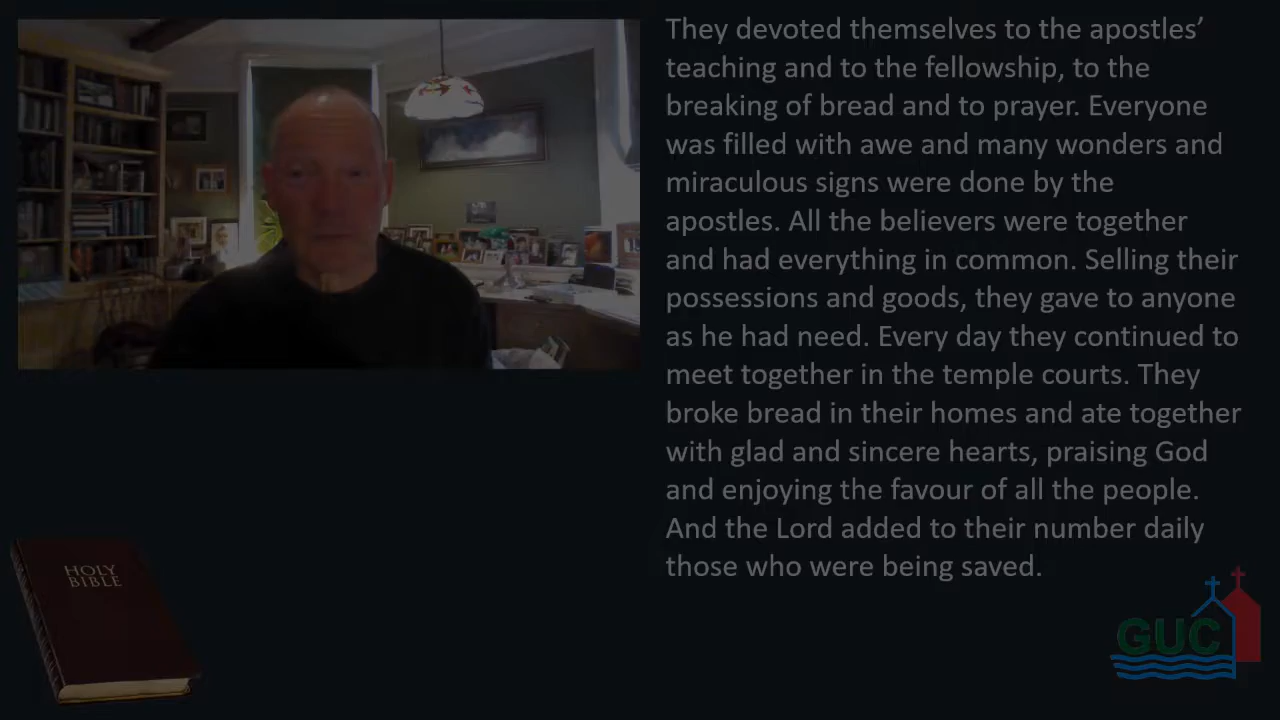 They devoted themselves to the apostles’
teaching and to the fellowship, to the
breaking of bread and to prayer. Everyone
was filled with awe and many wonders and
miraculous signs were done by the
apostles. All the believers were together
and had everything in common. Selling their
possessions and goods, they gave to anyone
as he had need. Every day they continued to
meet together in the temple courts. They
broke bread in their homes and ate together
with glad and sincere hearts, praising God
and enjoying the favour of all the people.
And the Lord added to their number daily
those who were being saved.
HOLY
BIBLE
GUC